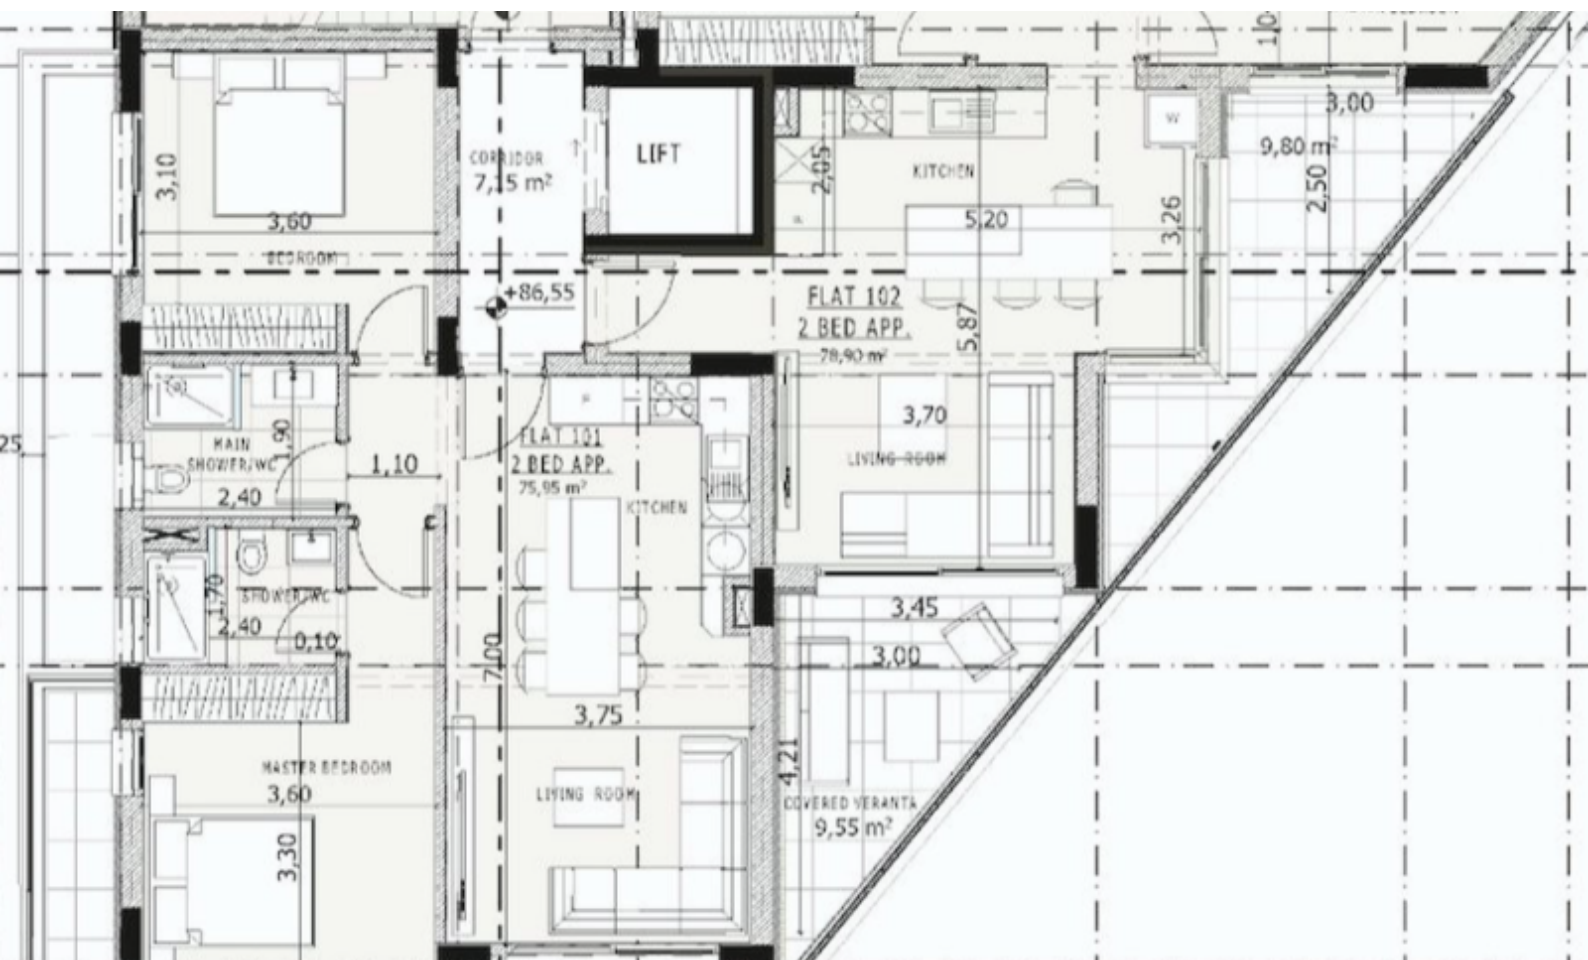 1,0
3,00
9,80 m²
2,50
W
LIFT
CORRIDOR
7,15 m²
KITCHEN
2,05
3,10
3,60
BEDROOM
5,20
3,26
+86,55
FLAT 102
2 BED APP.
78,90 m²
5,87
3,70
LIVING ROOM
MAIN
SHOWER/WC
1,90
2,40
1,10
FLAT 101
2 BED APP.
75,95 m²
KITCHEN
25
1,70
SHOWER/WC
2,40
0,10
7,00
3,45
3,00
3,75
4,21
MASTER BEDROOM
3,60
LIVING ROOM
COVERED VERANTA
9,55 m²
3,30